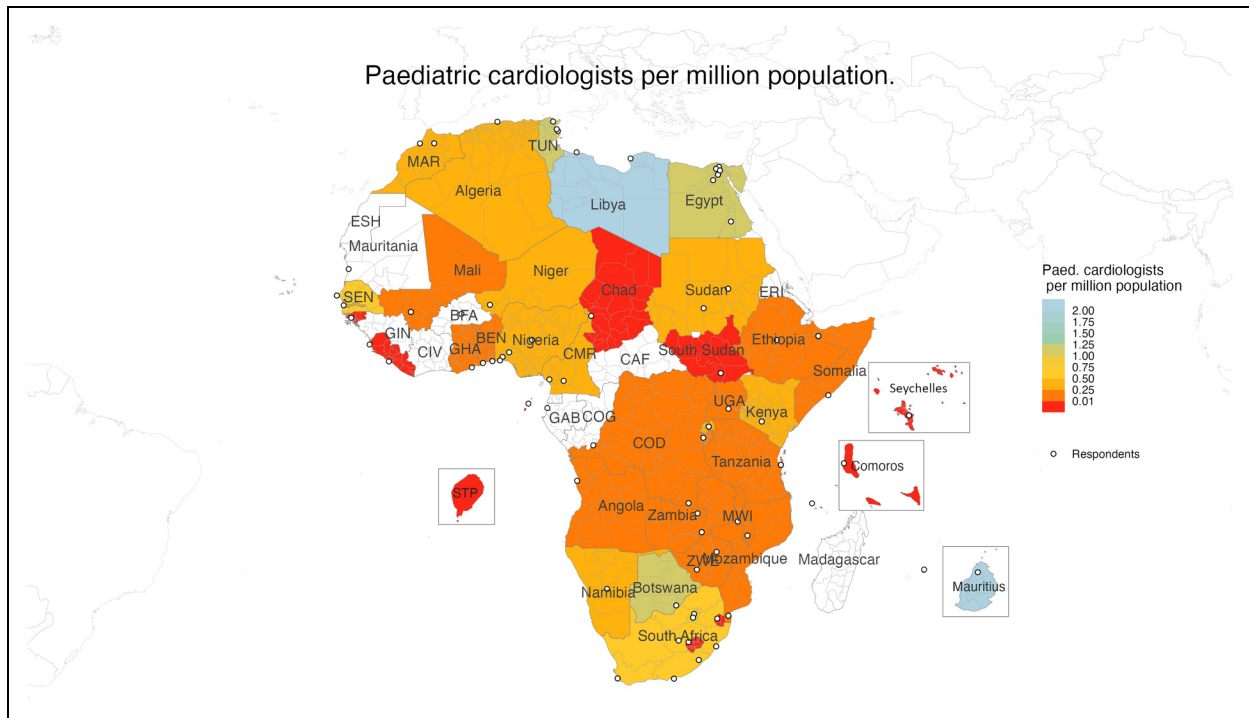 Paediatric cardiologists per million population.
TUN
MAR
Algeria
Libya
Egypt
ESH
Mauritania
Mali
Niger
Chad
Sudan
ERI
SEN
BFA
GIN
BEN
Nigeria
CIV
GHA
CMR
CAF
South Sudan
Ethiopia
Somalia
UGA
Kenya
GAB
COG
COD
Tanzania
Seychelles
Comoros
STP
Angola
Zambia
MWI
ZWE
Mozambique
Madagascar
Mauritius
Namibia
Botswana
South Africa
Paed. cardiologists
per million population
2.00
1.50
1.25
1.00
0.75
0.50
0.25
0.01
Respondents